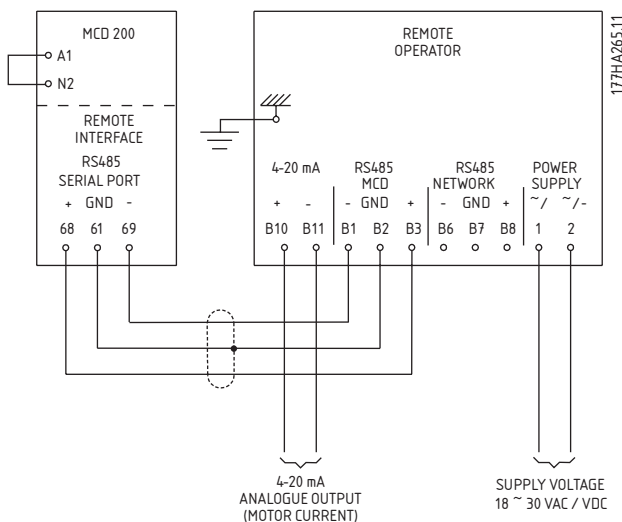 MCD 200
A1
N2
REMOTE
INTERFACE
RS485
SERIAL PORT
+ GND -
68 61 69
REMOTE
OPERATOR
4-20 mA
+ -
B10 B11
RS485
MCD
- GND +
B1 B2 B3
RS485
NETWORK
- GND +
B6 B7 B8
POWER
SUPPLY
~/ ~/-
1 2
4-20 mA
ANALOGUE OUTPUT
(MOTOR CURRENT)
SUPPLY VOLTAGE
18 ~ 30 VAC / VDC
177HA265.11